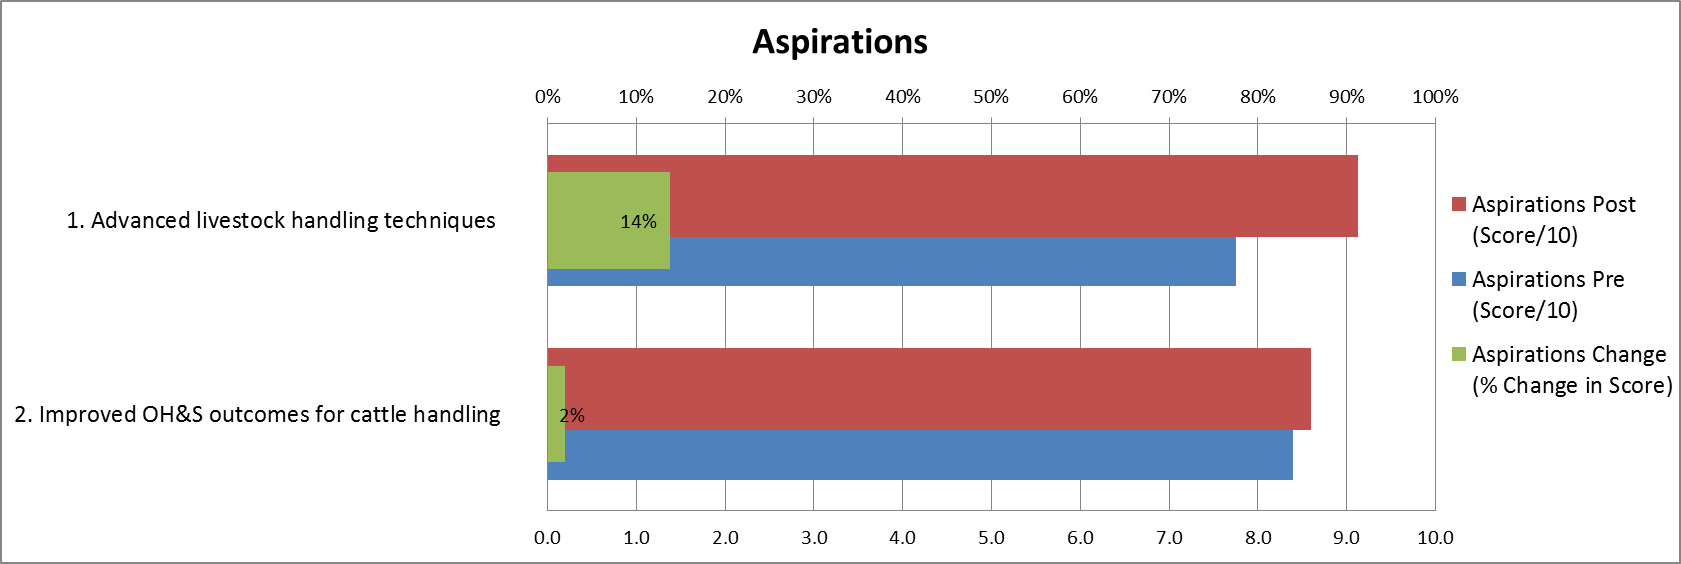 Aspirations
0% 10% 20% 30% 40% 50% 60% 70% 80% 90% 100%
1. Advanced livestock handling techniques
14%
2. Improved OH&S outcomes for cattle handling
2%
0.0 1.0 2.0 3.0 4.0 5.0 6.0 7.0 8.0 9.0 10.0
Aspirations Post
(Score/10)
Aspirations Pre
(Score/10)
Aspirations Change
(% Change in Score)